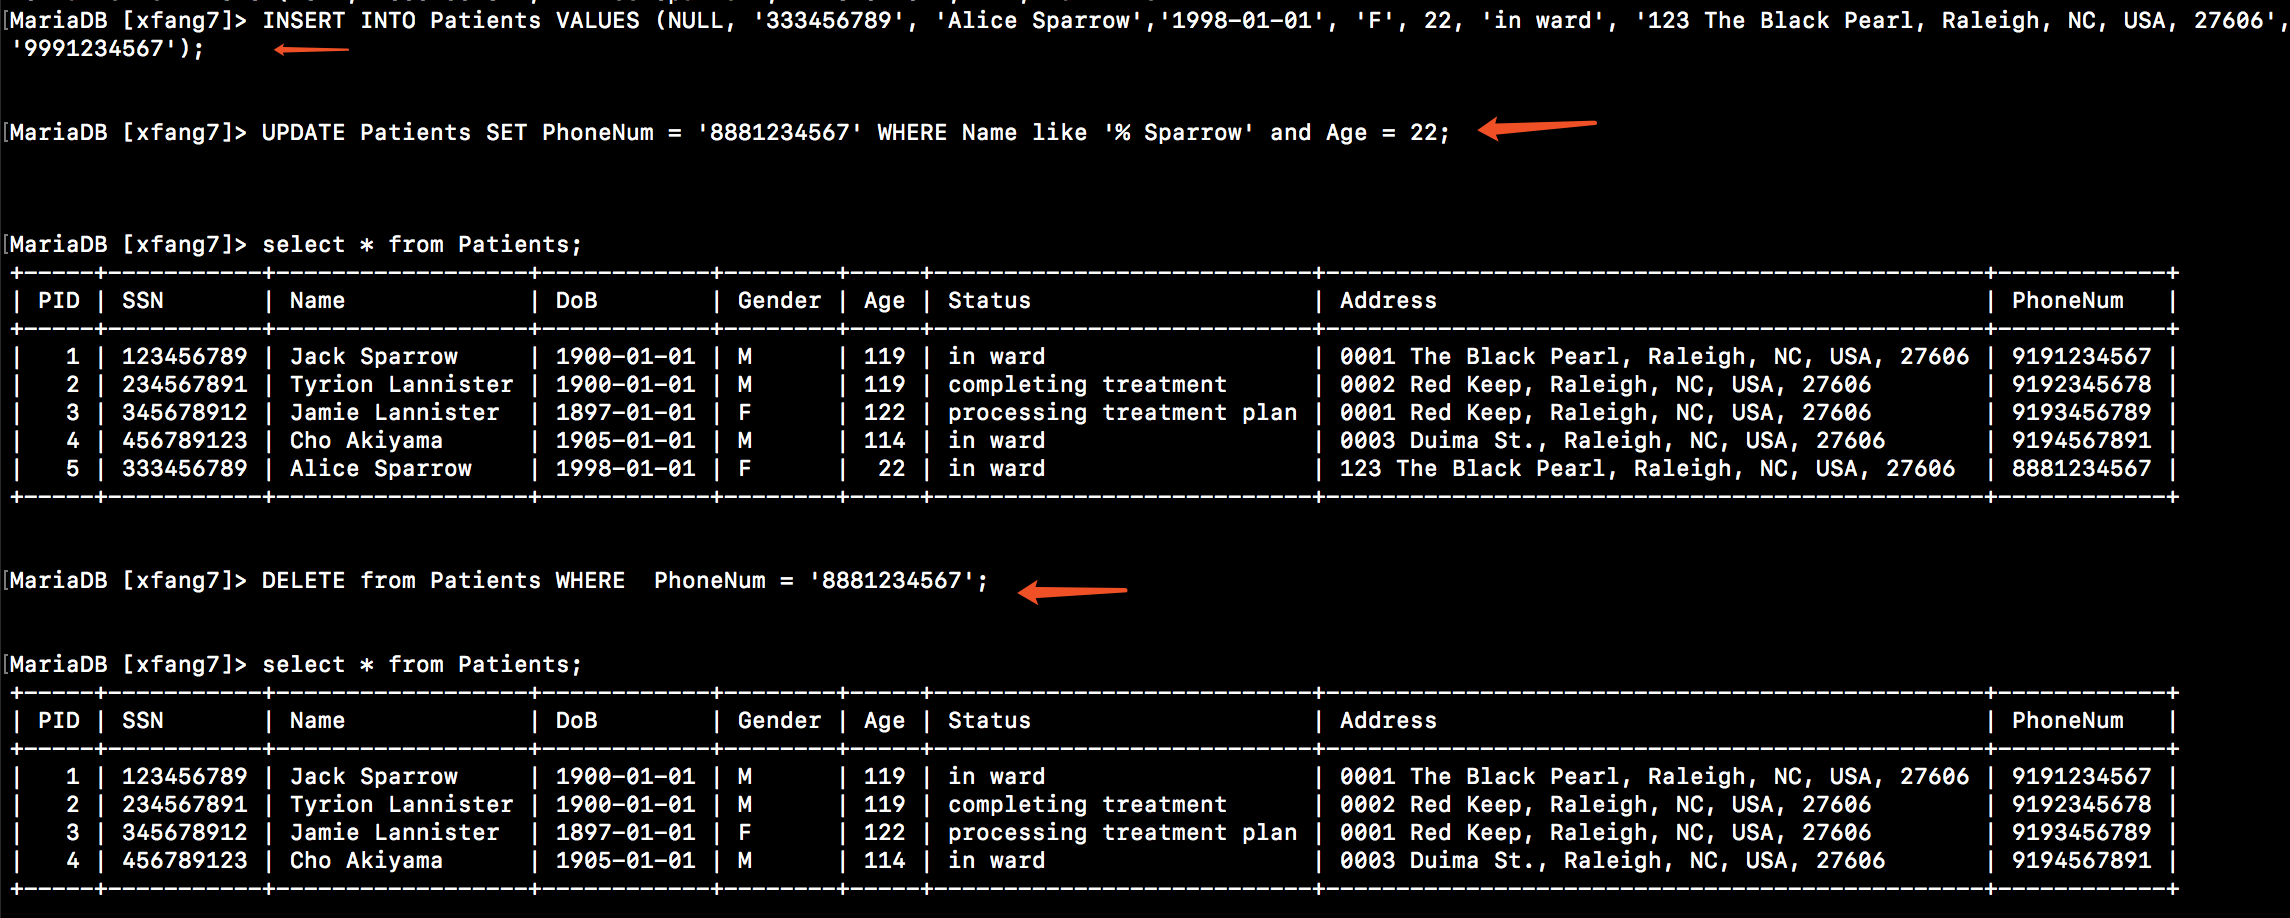 MariaDB [xfang7]> INSERT INTO Patients VALUES (NULL, '333456789', 'Alice Sparrow','1998-01-01', 'F', 22, 'in ward', '123 The Black Pearl, Raleigh, NC, USA, 27606',
'9991234567');
MariaDB [xfang7]> UPDATE Patients SET PhoneNum = '8881234567' WHERE Name like '% Sparrow' and Age = 22;
MariaDB [xfang7]> select * from Patients;
+-----+-----------+------------------+------------+--------+-----+---------------------------+-----------------------------------------------+------------+
| PID | SSN       | Name             | DoB        | Gender | Age | Status                    | Address                                       | PhoneNum   |
+-----+-----------+------------------+------------+--------+-----+---------------------------+-----------------------------------------------+------------+
|   1 | 123456789 | Jack Sparrow     | 1900-01-01 | M      | 119 | in ward                   | 0001 The Black Pearl, Raleigh, NC, USA, 27606 | 9191234567 |
|   2 | 234567891 | Tyrion Lannister | 1900-01-01 | M      | 119 | completing treatment      | 0002 Red Keep, Raleigh, NC, USA, 27606        | 9192345678 |
|   3 | 345678912 | Jamie Lannister  | 1897-01-01 | F      | 122 | processing treatment plan | 0001 Red Keep, Raleigh, NC, USA, 27606        | 9193456789 |
|   4 | 456789123 | Cho Akiyama      | 1905-01-01 | M      | 114 | in ward                   | 0003 Duima St., Raleigh, NC, USA, 27606       | 9194567891 |
|   5 | 333456789 | Alice Sparrow    | 1998-01-01 | F      |  22 | in ward                   | 123 The Black Pearl, Raleigh, NC, USA, 27606  | 8881234567 |
+-----+-----------+------------------+------------+--------+-----+---------------------------+-----------------------------------------------+------------+
MariaDB [xfang7]> DELETE from Patients WHERE  PhoneNum = '8881234567';
MariaDB [xfang7]> select * from Patients;
+-----+-----------+------------------+------------+--------+-----+---------------------------+-----------------------------------------------+------------+
| PID | SSN       | Name             | DoB        | Gender | Age | Status                    | Address                                       | PhoneNum   |
+-----+-----------+------------------+------------+--------+-----+---------------------------+-----------------------------------------------+------------+
|   1 | 123456789 | Jack Sparrow     | 1900-01-01 | M      | 119 | in ward                   | 0001 The Black Pearl, Raleigh, NC, USA, 27606 | 9191234567 |
|   2 | 234567891 | Tyrion Lannister | 1900-01-01 | M      | 119 | completing treatment      | 0002 Red Keep, Raleigh, NC, USA, 27606        | 9192345678 |
|   3 | 345678912 | Jamie Lannister  | 1897-01-01 | F      | 122 | processing treatment plan | 0001 Red Keep, Raleigh, NC, USA, 27606        | 9193456789 |
|   4 | 456789123 | Cho Akiyama      | 1905-01-01 | M      | 114 | in ward                   | 0003 Duima St., Raleigh, NC, USA, 27606       | 9194567891 |
+-----+-----------+------------------+------------+--------+-----+---------------------------+-----------------------------------------------+------------+